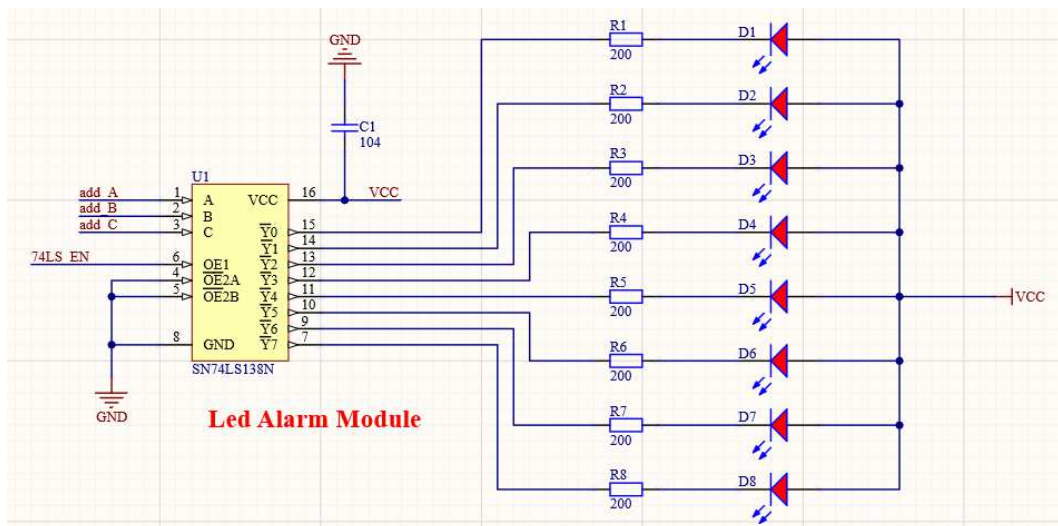 R1
200
D1
R2
200
D2
R3
200
D3
R4
200
D4
R5
200
D5
R6
200
D6
R7
200
D7
R8
200
D8
VCC
GND
C1
104
VCC
U1
add_A
1
A
VCC
16
add_B
2
B
add_C
3
C
Y0
15
Y1
14
74LS_EN
6
OE1
Y2
13
4
OE2A
Y3
12
5
OE2B
Y4
11
Y5
10
Y6
9
8
GND
Y7
7
SN74LS138N
GND
Led Alarm Module